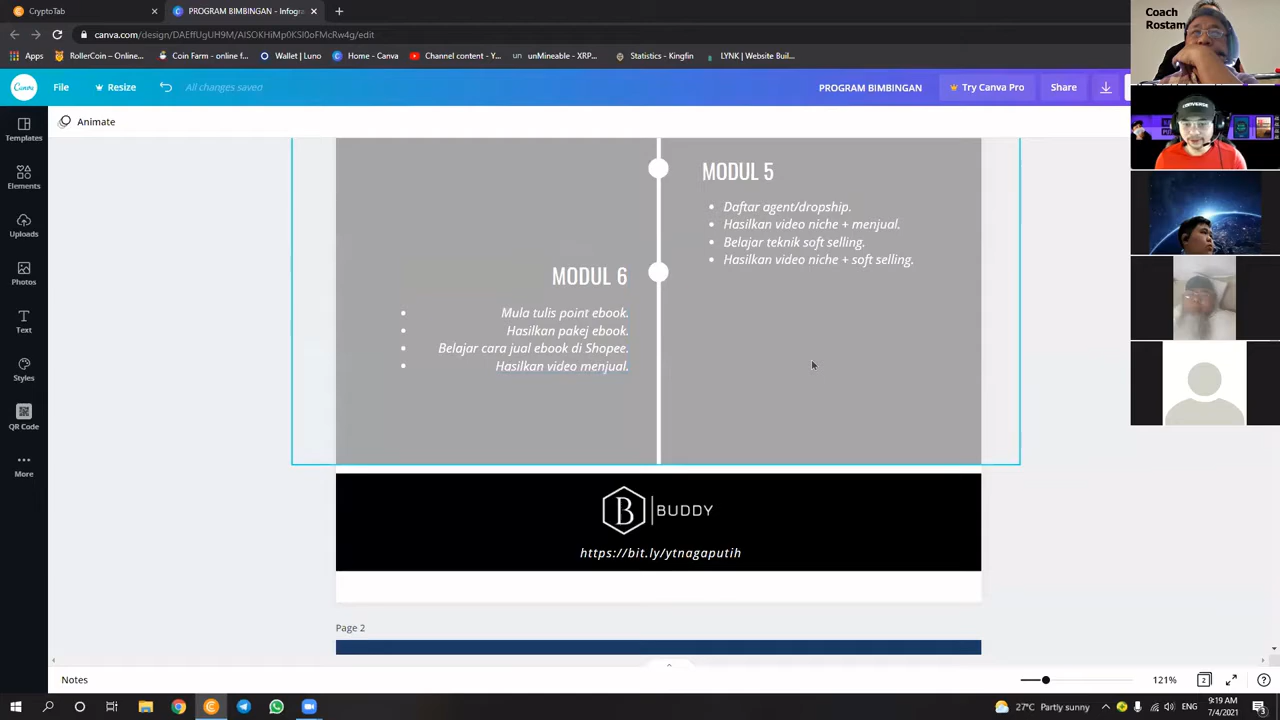 CryptoTab
PROGRAM BIMBINGAN - Infogra
canva.com/design/DAEffUgUH9M/AISOKHiMp0KSl0oFMcRw4g/edit
Apps
RollerCoin – Online...
Coin Farm - online f...
Wallet | Luno
Home - Canva
Channel content - Y...
unMineable - XRP...
Statistics - Kingfin
LYNK | Website Buil...
Canva
File
Resize
All changes saved
PROGRAM BIMBINGAN
Try Canva Pro
Share
Animate
Templates
Elements
Uploads
Photos
Text
Styles
QR Code
More
MODUL 5
Daftar agent/dropship.
Hasilkan video niche + menjual.
Belajar teknik soft selling.
Hasilkan video niche + soft selling.
MODUL 6
Mula tulis point ebook.
Hasilkan pakej ebook.
Belajar cara jual ebook di Shopee.
Hasilkan video menjual.
B BUDDY
https://bit.ly/ytnagaputih
Page 2
Notes
121%
2
27°C Partly sunny
ENG
9:19 AM
7/4/2021
3
Coach
Rostam
CONVERSE